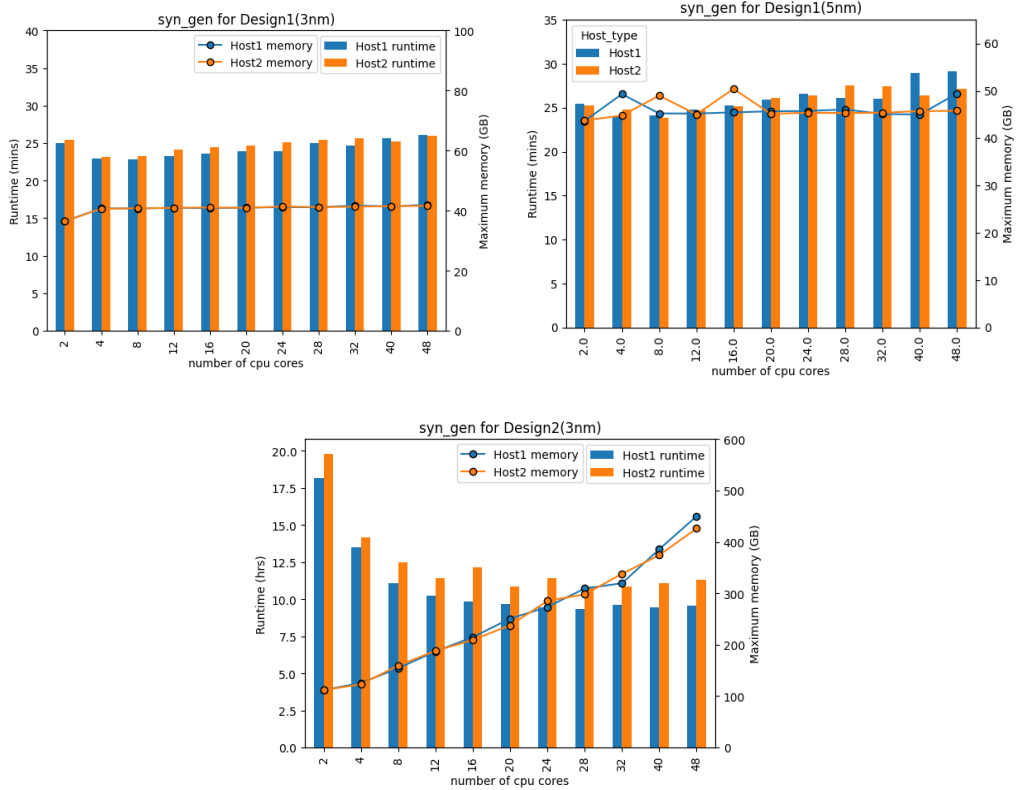 syn_gen for Design1(3nm)
40
35
30
25
20
15
10
5
0
Runtime (mins)
Host1 memory
Host2 memory
Host1 runtime
Host2 runtime
100
80
60
40
20
0
Maximum memory (GB)
2 4 8 12 16 20 24 28 32 40 48
number of cpu cores
syn_gen for Design1(5nm)
35
30
25
20
15
10
5
0
Runtime (mins)
Host_type
Host1
Host2
60
50
40
30
20
10
0
Maximum memory (GB)
2.0 4.0 8.0 12.0 16.0 20.0 24.0 28.0 32.0 40.0 48.0
number of cpu cores
syn_gen for Design2(3nm)
20.0
17.5
15.0
12.5
10.0
7.5
5.0
2.5
0.0
Runtime (hrs)
Host1 memory
Host2 memory
Host1 runtime
Host2 runtime
600
500
400
300
200
100
0
Maximum memory (GB)
2 4 8 12 16 20 24 28 32 40 48
number of cpu cores